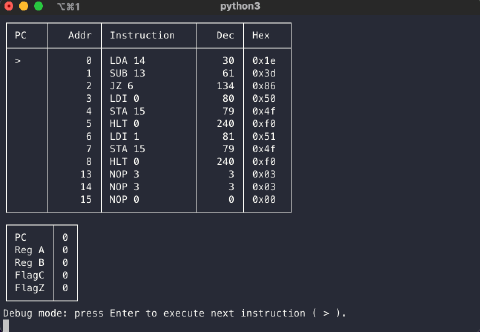 ⌥⌘1 python3
PC Addr Instruction Dec Hex
> 0 LDA 14 30 0x1e
1 SUB 13 61 0x3d
2 JZ 6 134 0x86
3 LDI 0 80 0x50
4 STA 15 79 0x4f
5 HLT 0 240 0xf0
6 LDI 1 81 0x51
7 STA 15 79 0x4f
8 HLT 0 240 0xf0
13 NOP 3 3 0x03
14 NOP 3 3 0x03
15 NOP 0 0 0x00
PC 0
Reg A 0
Reg B 0
FlagC 0
FlagZ 0
Debug mode: press Enter to execute next instruction ( > ).